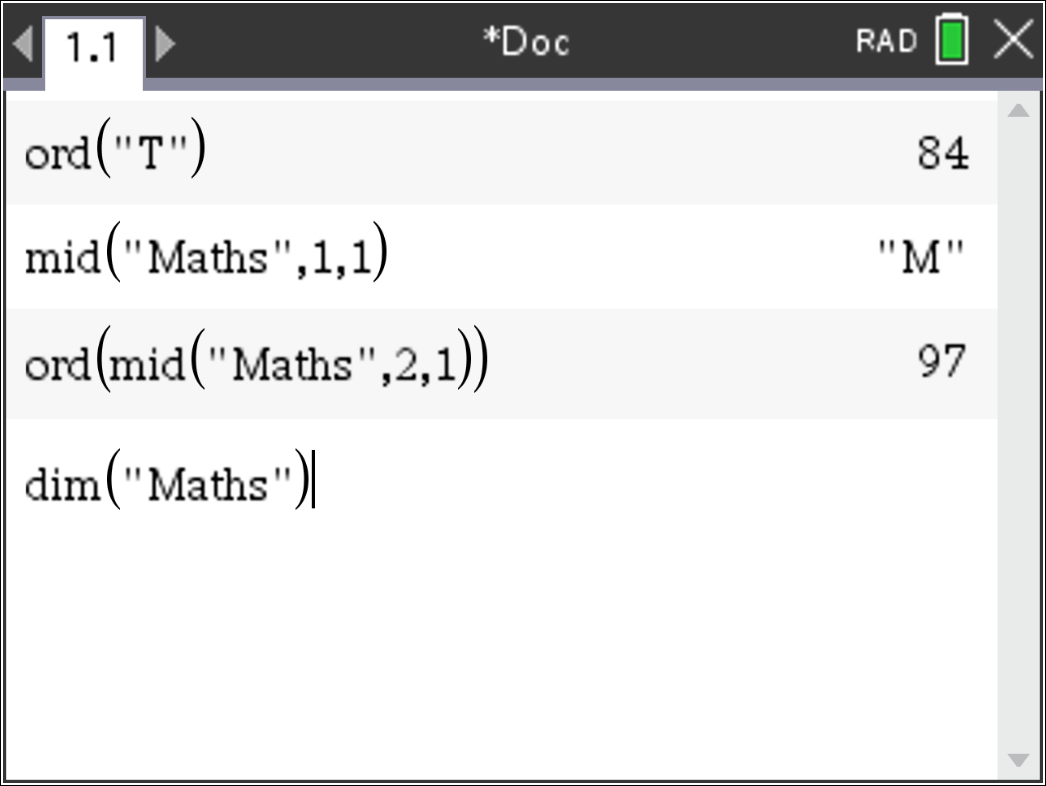 1.1 *Doc RAD
ord("T") 84
mid("Maths",1,1) "M"
ord(mid("Maths",2,1)) 97
dim("Maths")